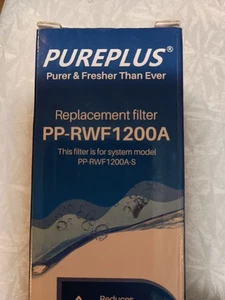 PUREPLUS®
Purer & Fresher Than Ever
Replacement filter
PP-RWF1200A
This filter is for system model
PP-RWF1200A-S
Reduces